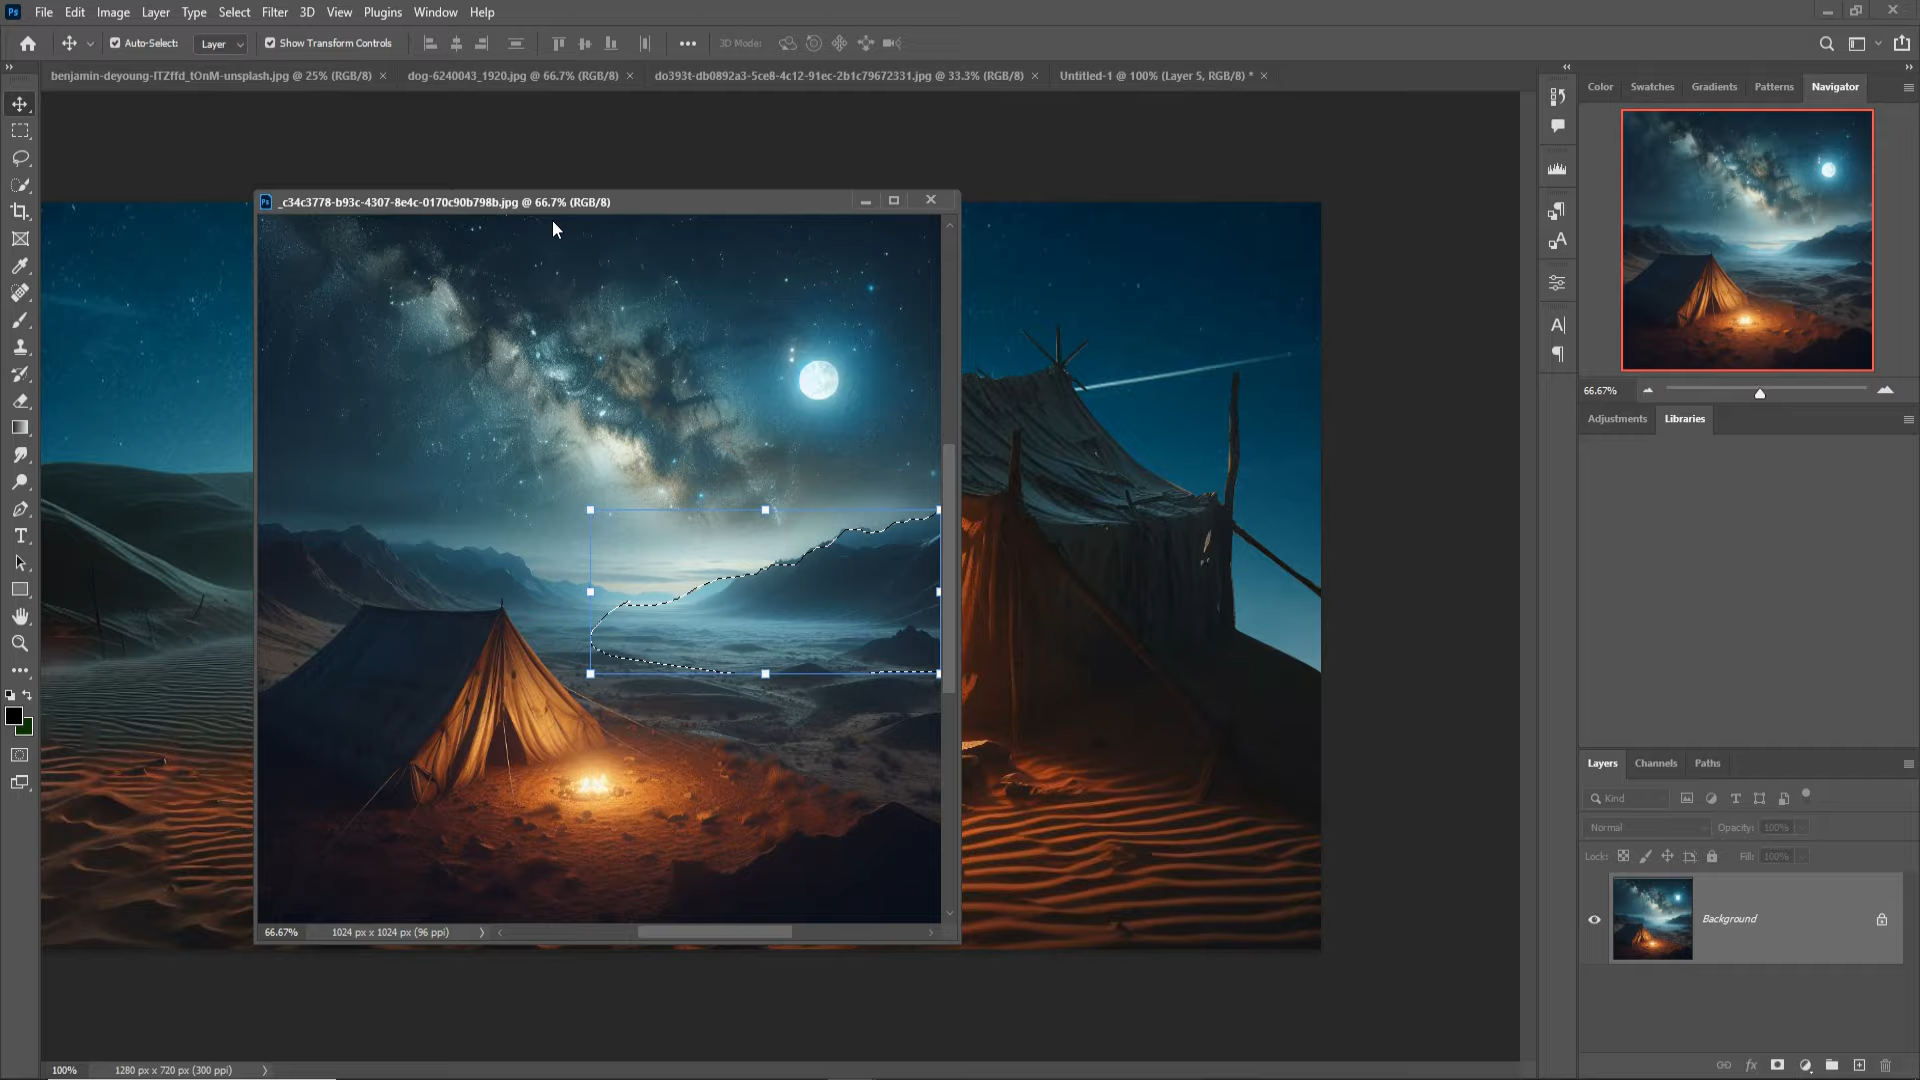 Ps File Edit Image Layer Type Select Filter 3D View Plugins Window Help
Auto-Select: Layer Show Transform Controls 3D Mode:
benjamin-deyoung-ITZffd_tOnM-unsplash.jpg @ 25% (RGB/8) dog-6240043_1920.jpg @ 66.7% (RGB/8) do393t-db0892a3-5ce8-4c12-91ec-2b1c79672331.jpg @ 33.3% (RGB/8) Untitled-1 @ 100% (Layer 5, RGB/8) *
Color Swatches Gradients Patterns Navigator
Ps _c34c3778-b93c-4307-8e4c-0170c90b798b.jpg @ 66.7% (RGB/8)
66.67%
Adjustments Libraries
Layers Channels Paths
Kind
Normal Opacity: 100%
Lock: Fill: 100%
Background
66.67% 1024 px x 1024 px (96 ppi)
100% 1280 px x 720 px (300 ppi)